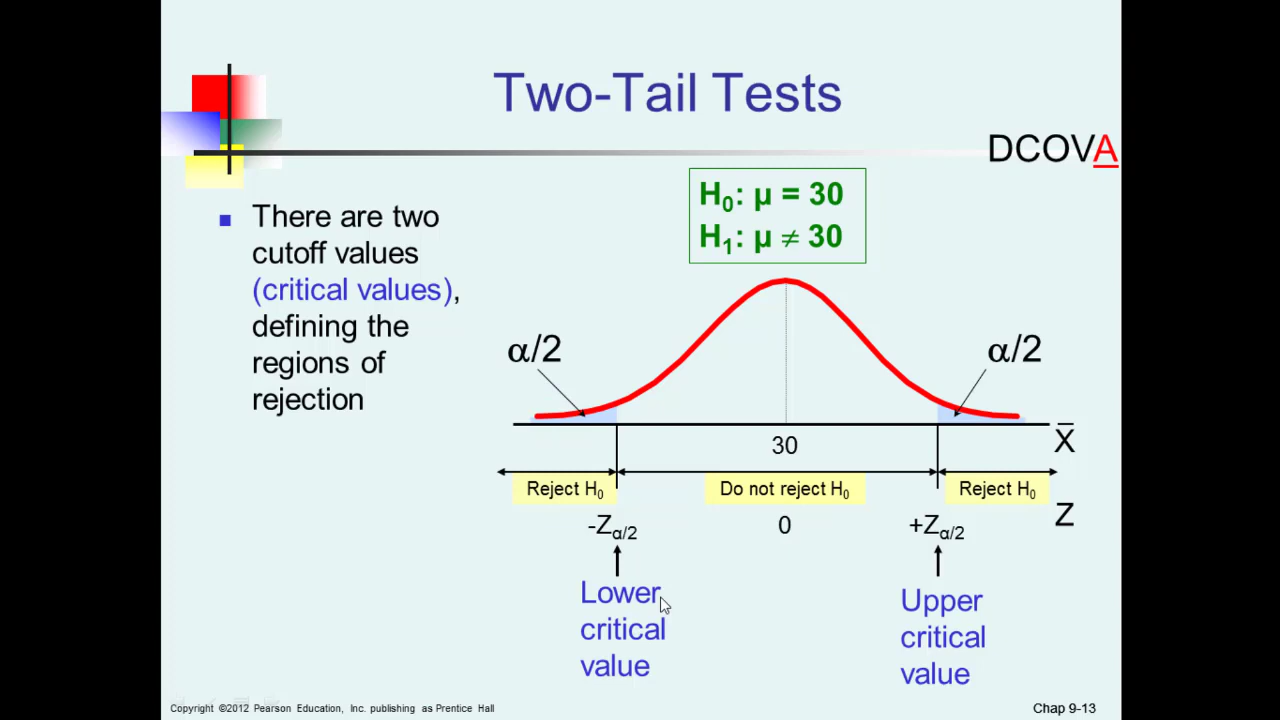 Two-Tail Tests
DCOVA
H₀: μ = 30
H₁: μ ≠ 30
■ There are two
cutoff values
(critical values),
defining the
regions of
rejection
α/2
α/2
30
X̅
Reject H₀
Do not reject H₀
Reject H₀
-Zα/2
0
+Zα/2
Z
Lower
critical
value
Upper
critical
value
Copyright ©2012 Pearson Education, Inc. publishing as Prentice Hall
Chap 9-13